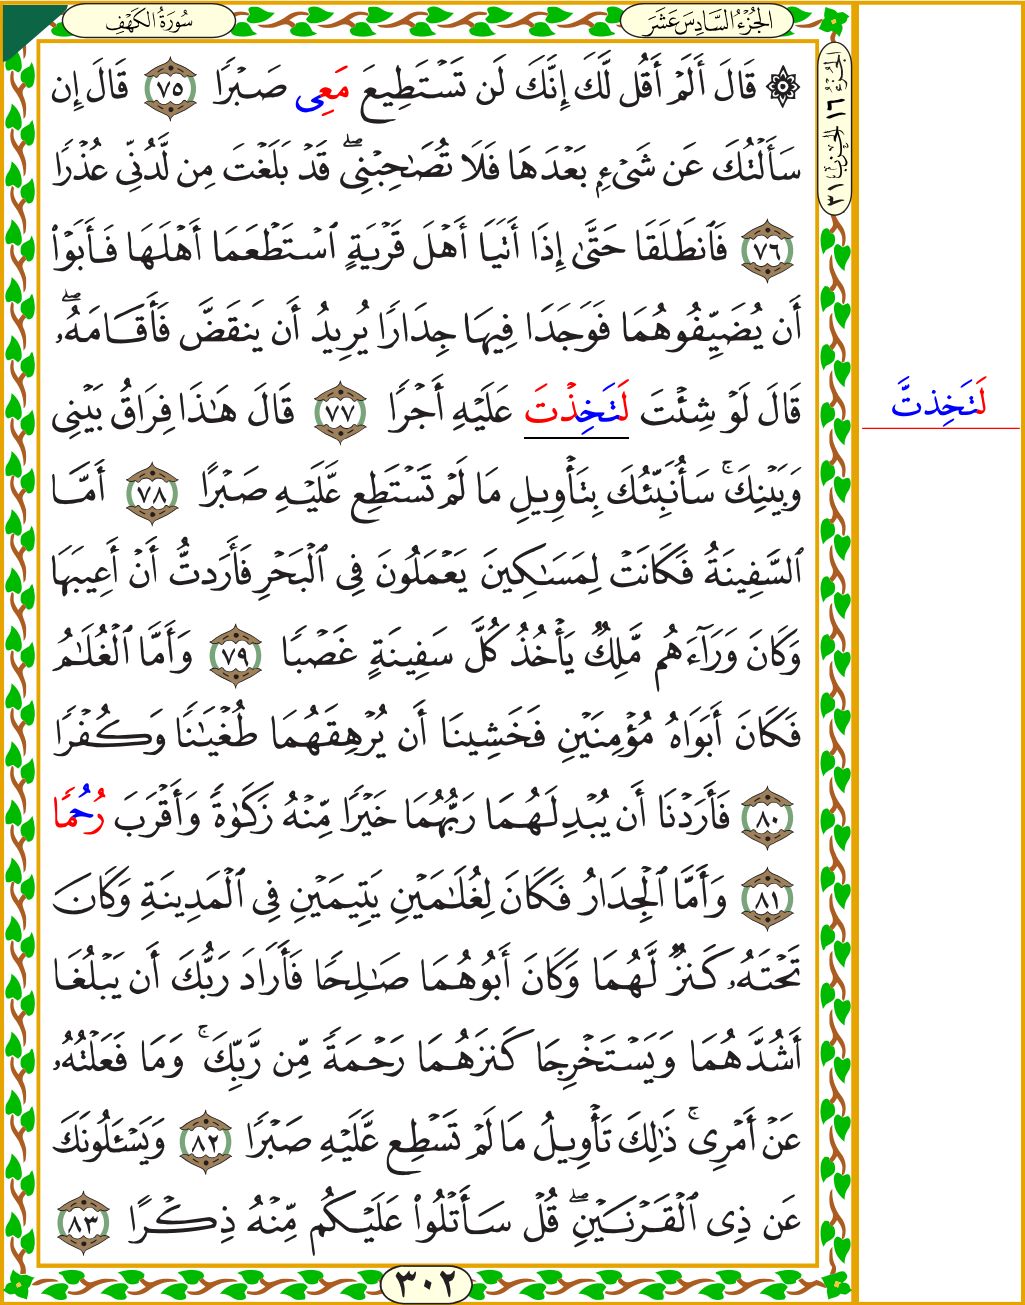 سُورَةُ الكَهْفِ
الجُزْءُ السَّادِسَ عَشَرَ
الجزء ١٦ الحزب ٣١
۞ قَالَ أَلَمۡ أَقُل لَّكَ إِنَّكَ لَن تَسۡتَطِيعَ مَعِي صَبۡرٗا ٧٥ قَالَ إِن
سَأَلۡتُكَ عَن شَيۡءِۭ بَعۡدَهَا فَلَا تُصَٰحِبۡنِيۖ قَدۡ بَلَغۡتَ مِن لَّدُنِّي عُذۡرٗا
٧٦ فَٱنطَلَقَا حَتَّىٰٓ إِذَآ أَتَيَآ أَهۡلَ قَرۡيَةٍ ٱسۡتَطۡعَمَآ أَهۡلَهَا فَأَبَوۡاْ
أَن يُضَيِّفُوهُمَا فَوَجَدَا فِيهَا جِدَارٗا يُرِيدُ أَن يَنقَضَّ فَأَقَامَهُۥۖ
قَالَ لَوۡ شِئۡتَ لَتَخِذۡتَ عَلَيۡهِ أَجۡرٗا ٧٧ قَالَ هَٰذَا فِرَاقُ بَيۡنِي
لَتَخِذتَّ
وَبَيۡنِكَۚ سَأُنَبِّئُكَ بِتَأۡوِيلِ مَا لَمۡ تَسۡتَطِع عَّلَيۡهِ صَبۡرًا ٧٨ أَمَّا
ٱلسَّفِينَةُ فَكَانَتۡ لِمَسَٰكِينَ يَعۡمَلُونَ فِي ٱلۡبَحۡرِ فَأَرَدتُّ أَنۡ أَعِيبَهَا
وَكَانَ وَرَآءَهُم مَّلِكٞ يَأۡخُذُ كُلَّ سَفِينَةٍ غَصۡبٗا ٧٩ وَأَمَّا ٱلۡغُلَٰمُ
فَكَانَ أَبَوَاهُ مُؤۡمِنَيۡنِ فَخَشِينَآ أَن يُرۡهِقَهُمَا طُغۡيَٰنٗا وَكُفۡرٗا
٨٠ فَأَرَدۡنَآ أَن يُبۡدِلَهُمَا رَبُّهُمَا خَيۡرٗا مِّنۡهُ زَكَوٰةٗ وَأَقۡرَبَ رُحُمٗا
٨١ وَأَمَّا ٱلۡجِدَارُ فَكَانَ لِغُلَٰمَيۡنِ يَتِيمَيۡنِ فِي ٱلۡمَدِينَةِ وَكَانَ
تَحۡتَهُۥ كَنزٞ لَّهُمَا وَكَانَ أَبُوهُمَا صَٰلِحٗا فَأَرَادَ رَبُّكَ أَن يَبۡلُغَآ
أَشُدَّهُمَا وَيَسۡتَخۡرِجَا كَنزَهُمَا رَحۡمَةٗ مِّن رَّبِّكَۚ وَمَا فَعَلۡتُهُۥ
عَنۡ أَمۡرِيۚ ذَٰلِكَ تَأۡوِيلُ مَا لَمۡ تَسۡطِع عَّلَيۡهِ صَبۡرٗا ٨٢ وَيَسۡـَٔلُونَكَ
عَن ذِي ٱلۡقَرۡنَيۡنِۖ قُلۡ سَأَتۡلُواْ عَلَيۡكُم مِّنۡهُ ذِكۡرًا ٨٣
٣٠٢